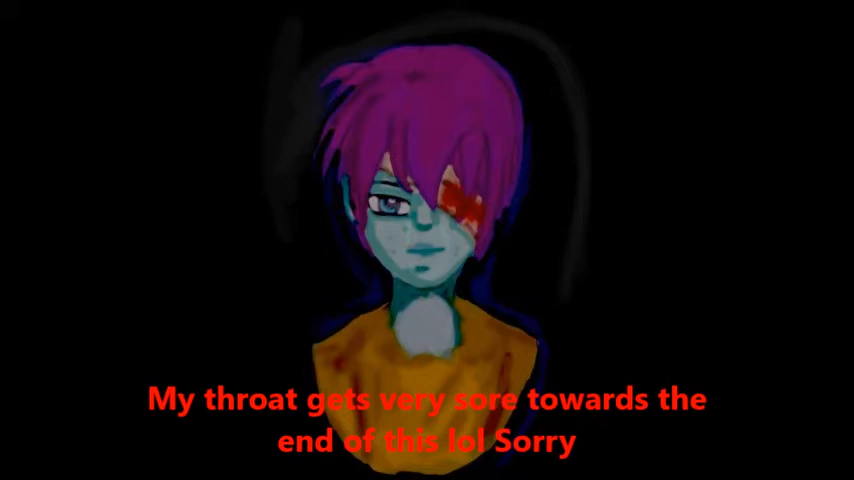 My throat gets very sore towards the
end of this lol Sorry